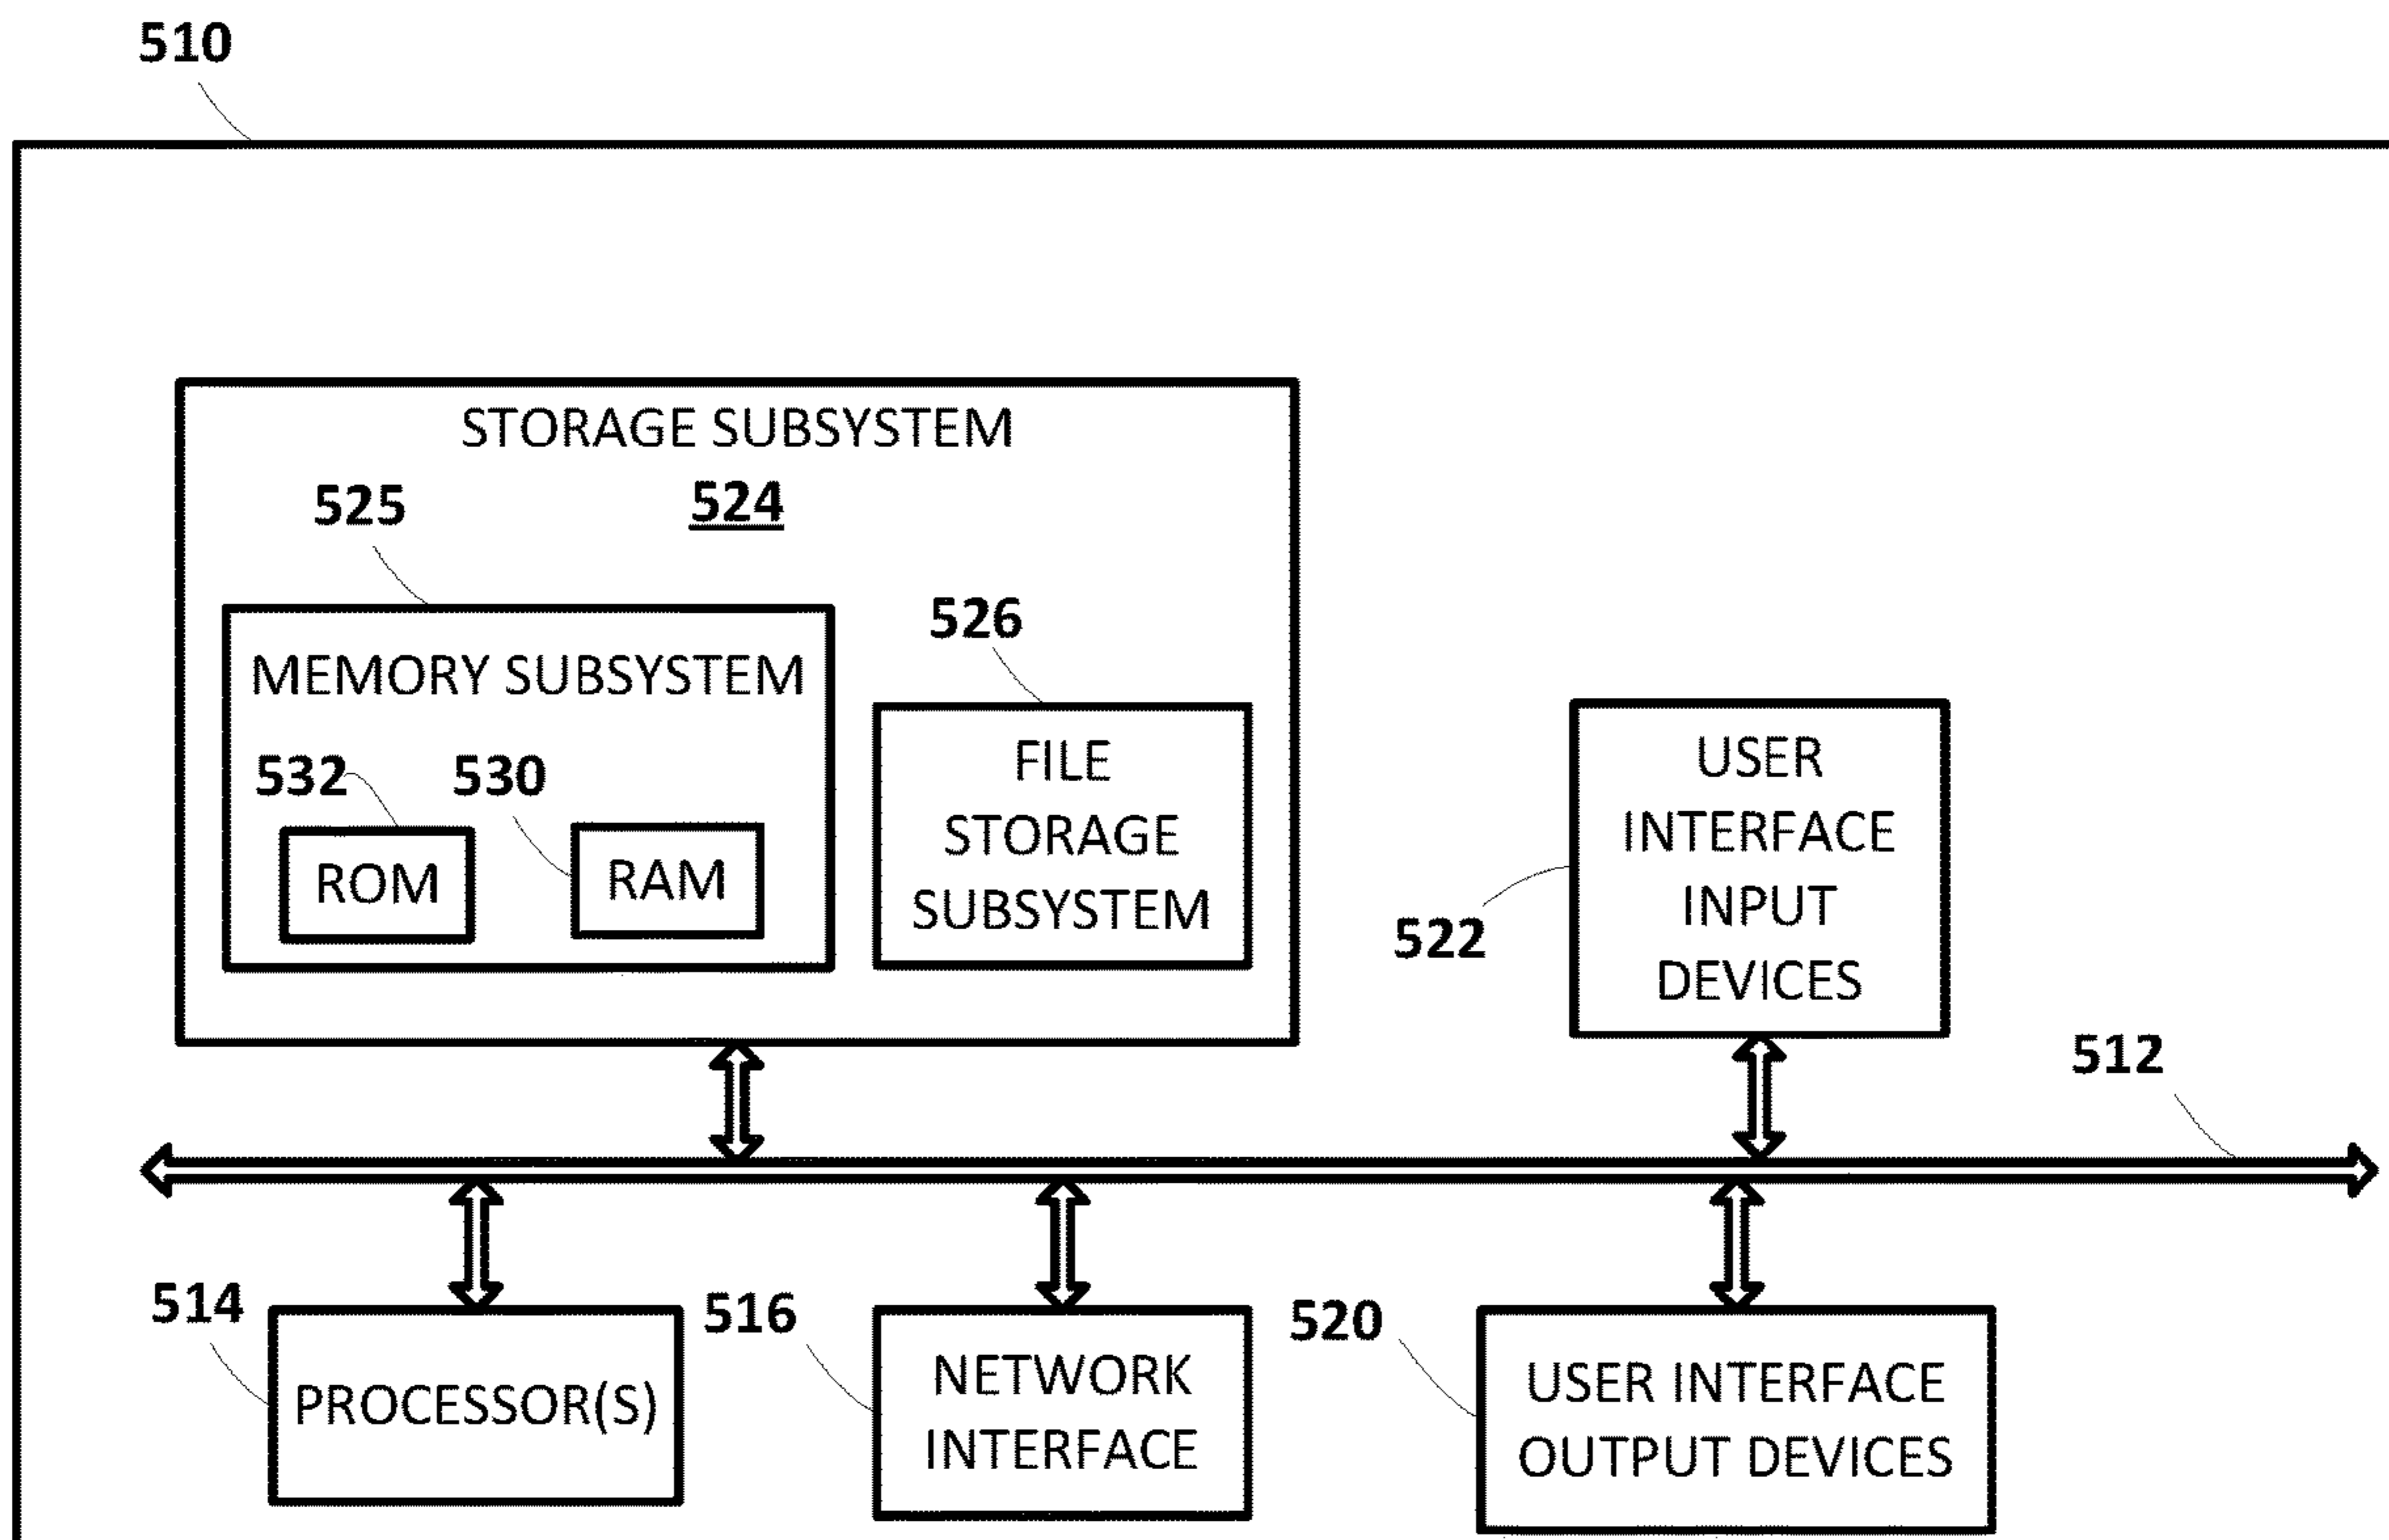 510
STORAGE SUBSYSTEM
524
525
MEMORY SUBSYSTEM
532
530
ROM
RAM
526
FILE
STORAGE
SUBSYSTEM
USER
INTERFACE
INPUT
DEVICES
522
512
514
PROCESSOR(S)
516
NETWORK
INTERFACE
520
USER INTERFACE
OUTPUT DEVICES